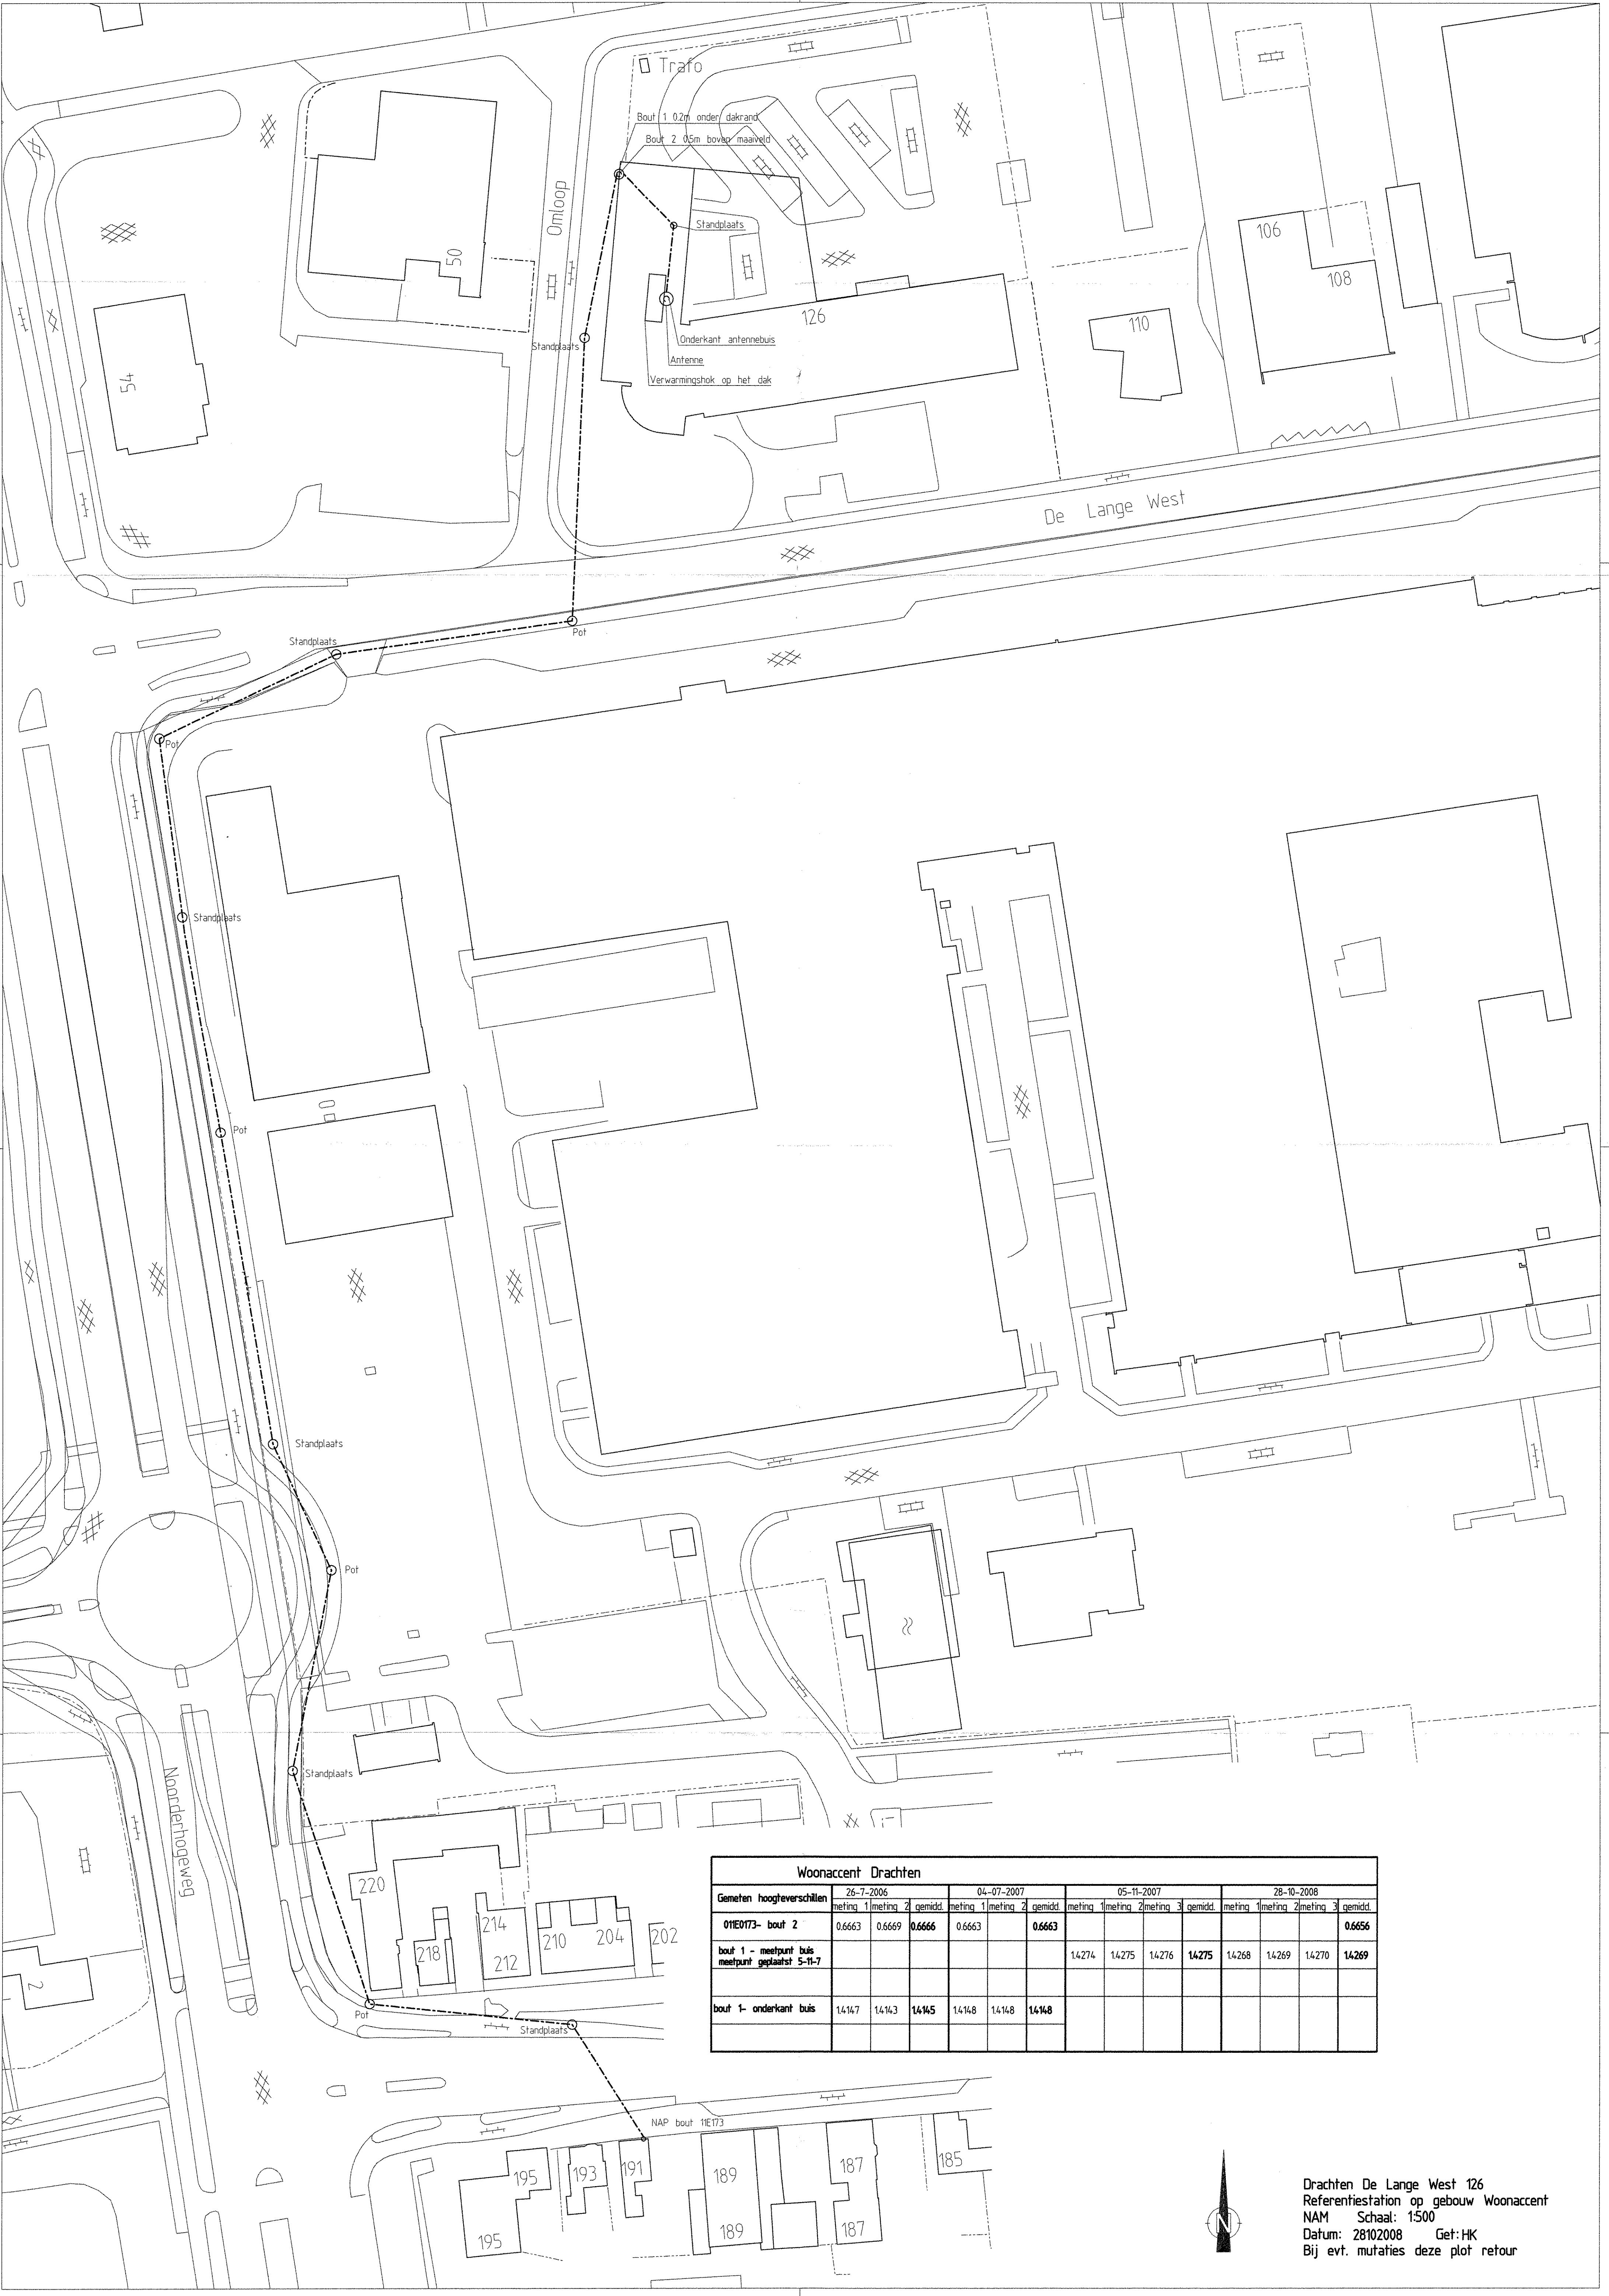 Trafo
Bout 1 0.2m onder dakrand
Bout 2 0.5m boven maaiveld
Omloop
50
Standplaats
106
108
126
110
Standplaats
Onderkant antennebuis
Antenne
Verwarmingshok op het dak
54
De Lange West
Standplaats
Pot
Pot
Standplaats
Pot
Standplaats
Pot
Standplaats
Noorderhogeweg
220
214
218
212
210
204
202
2
Pot
Standplaats
Woonaccent Drachten
Gemeten hoogteverschillen 26-7-2006 04-07-2007 05-11-2007 28-10-2008
meting 1 meting 2 gemidd. meting 1 meting 2 gemidd. meting 1 meting 2 meting 3 gemidd. meting 1 meting 2 meting 3 gemidd.
011E0173- bout 2 0.6663 0.6669 0.6666 0.6663 0.6663 0.6656
bout 1 - meetpunt buis
meetpunt geplaatst 5-11-7 1.4274 1.4275 1.4276 1.4275 1.4268 1.4269 1.4270 1.4269
bout 1- onderkant buis 1.4147 1.4143 1.4145 1.4148 1.4148 1.4148
NAP bout 11E173
195
193
191
189
187
185
195
189
187
N
Drachten De Lange West 126
Referentiestation op gebouw Woonaccent
NAM Schaal: 1:500
Datum: 28102008 Get: HK
Bij evt. mutaties deze plot retour